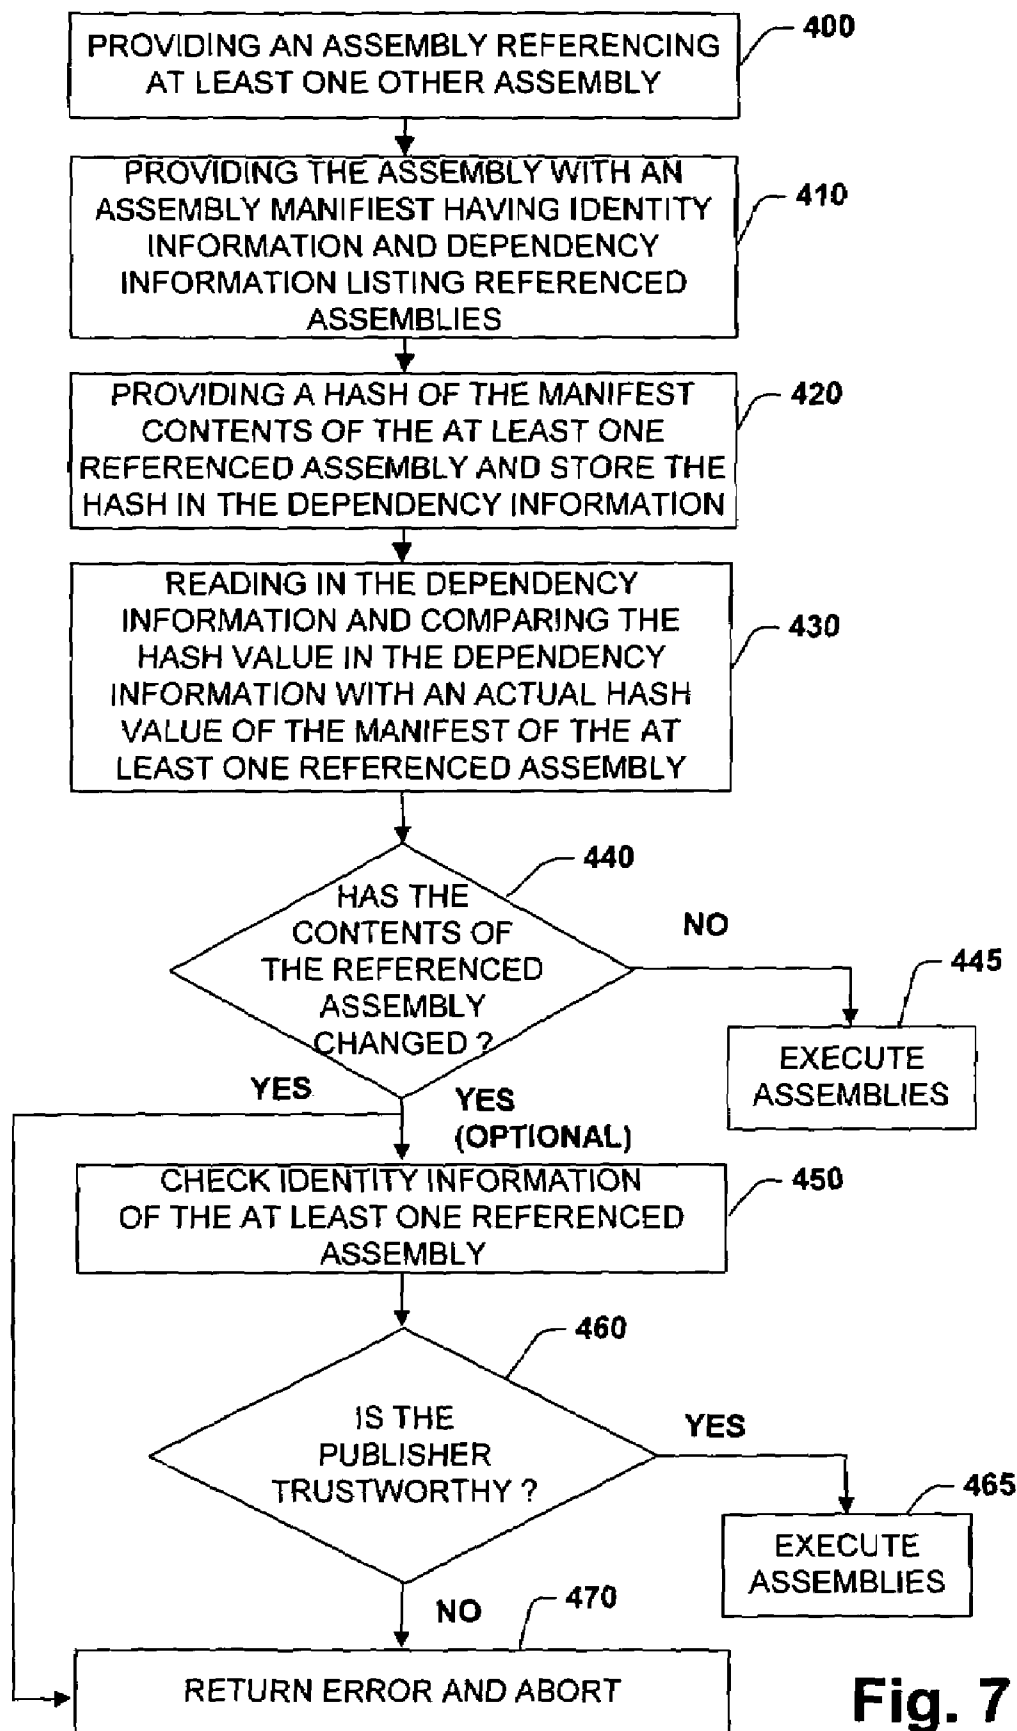 PROVIDING AN ASSEMBLY REFERENCING
AT LEAST ONE OTHER ASSEMBLY
400
PROVIDING THE ASSEMBLY WITH AN
ASSEMBLY MANIFIEST HAVING IDENTITY
INFORMATION AND DEPENDENCY
INFORMATION LISTING REFERENCED
ASSEMBLIES
410
PROVIDING A HASH OF THE MANIFEST
CONTENTS OF THE AT LEAST ONE
REFERENCED ASSEMBLY AND STORE THE
HASH IN THE DEPENDENCY INFORMATION
420
READING IN THE DEPENDENCY
INFORMATION AND COMPARING THE
HASH VALUE IN THE DEPENDENCY
INFORMATION WITH AN ACTUAL HASH
VALUE OF THE MANIFEST OF THE AT
LEAST ONE REFERENCED ASSEMBLY
430
HAS THE
CONTENTS OF
THE REFERENCED
ASSEMBLY
CHANGED ?
440
NO
445
EXECUTE
ASSEMBLIES
YES
YES
(OPTIONAL)
CHECK IDENTITY INFORMATION
OF THE AT LEAST ONE REFERENCED
ASSEMBLY
450
IS THE
PUBLISHER
TRUSTWORTHY ?
460
YES
465
EXECUTE
ASSEMBLIES
NO
470
RETURN ERROR AND ABORT
Fig. 7